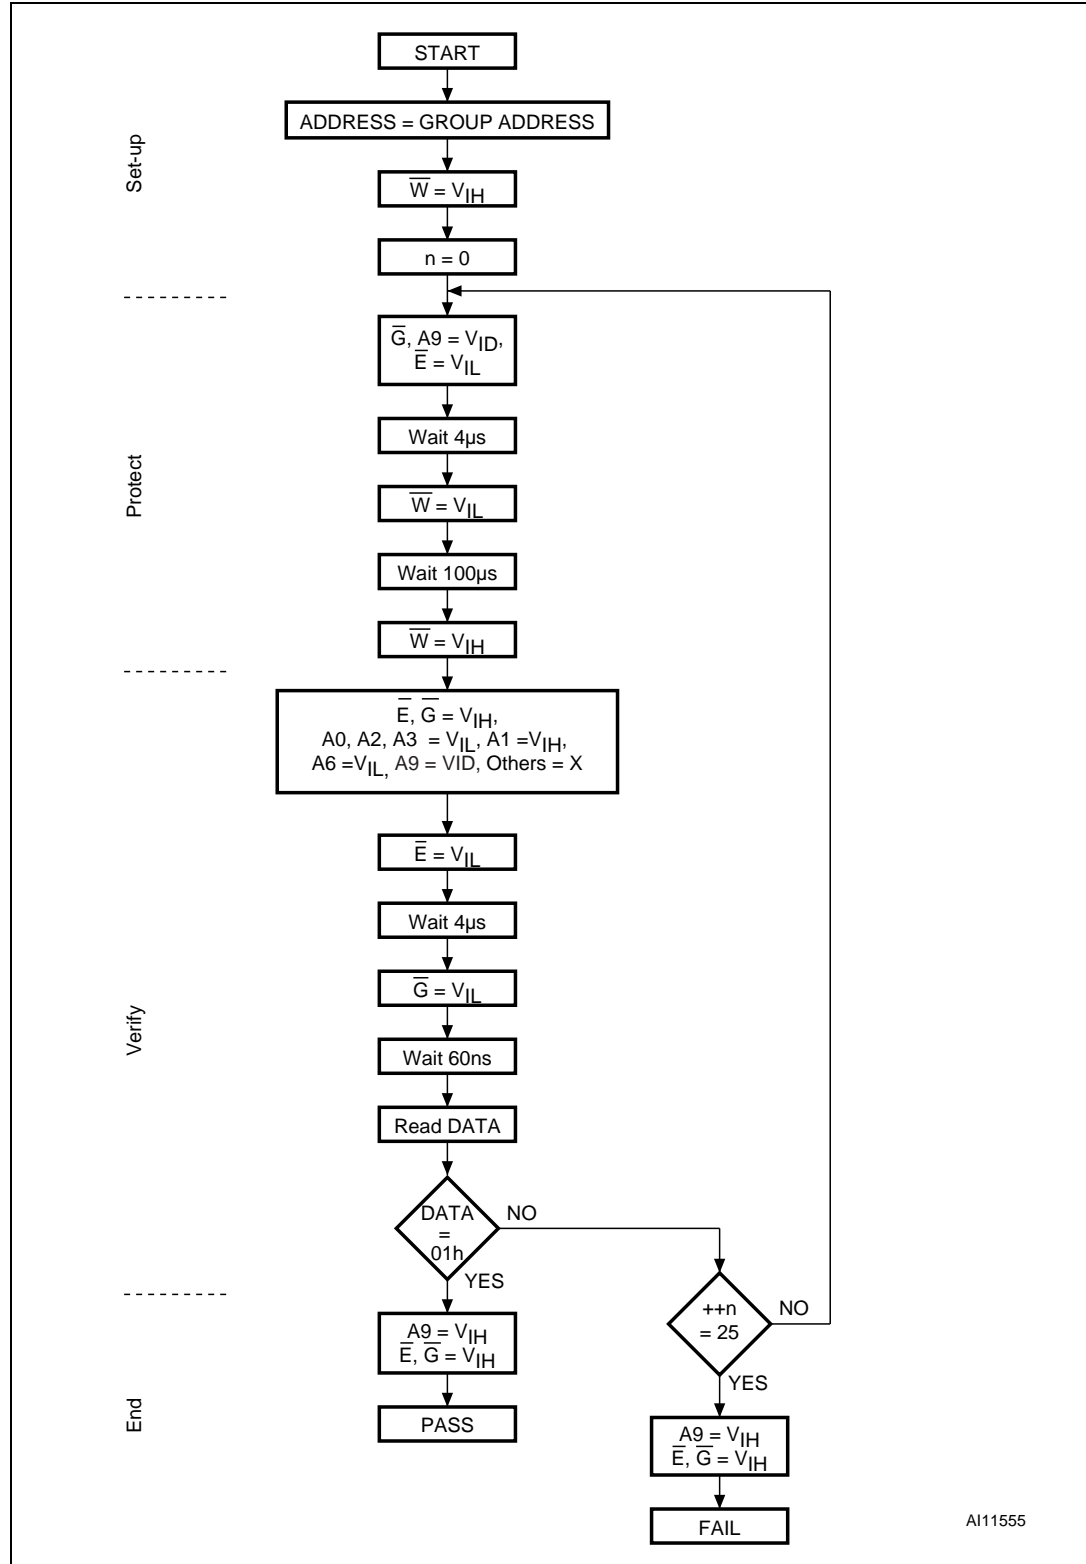 START
ADDRESS = GROUP ADDRESS
Set-up
W̅ = VIH
n = 0
G̅, A9 = VID,
E̅ = VIL
Wait 4µs
Protect
W̅ = VIL
Wait 100µs
W̅ = VIH
E̅, G̅ = VIH,
A0, A2, A3 = VIL, A1 =VIH,
A6 =VIL, A9 = VID, Others = X
E̅ = VIL
Wait 4µs
G̅ = VIL
Verify
Wait 60ns
Read DATA
DATA
=
01h
NO
YES
++n
= 25
NO
YES
A9 = VIH
E̅, G̅ = VIH
End
PASS
A9 = VIH
E̅, G̅ = VIH
FAIL
AI11555